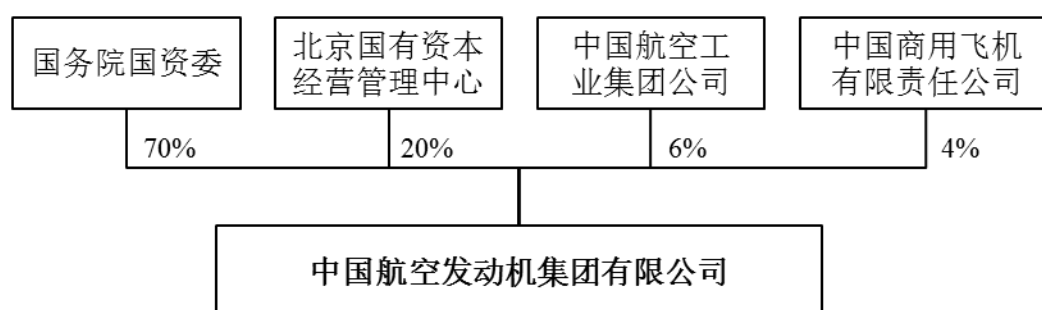 国务院国资委
北京国有资本
经营管理中心
中国航空工
业集团公司
中国商用飞机
有限责任公司
70%
20%
6%
4%
中国航空发动机集团有限公司